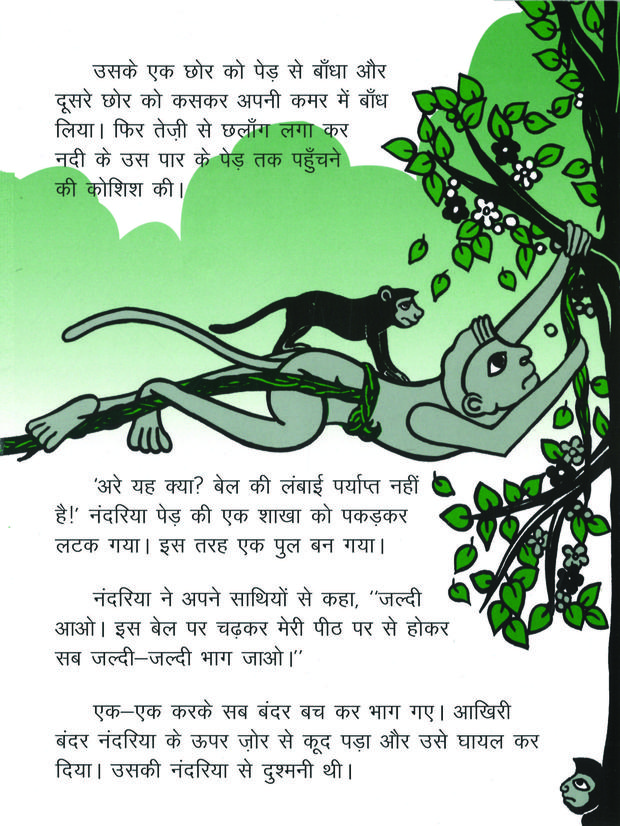 उसके एक छोर को पेड़ से बाँधा और
दूसरे छोर को कसकर अपनी कमर में बाँध
लिया। फिर तेज़ी से छलाँग लगा कर
नदी के उस पार के पेड़ तक पहुँचने
की कोशिश की।
'अरे यह क्या? बेल की लंबाई पर्याप्त नहीं
है!' नंदरिया पेड़ की एक शाखा को पकड़कर
लटक गया। इस तरह एक पुल बन गया।
नंदरिया ने अपने साथियों से कहा, ''जल्दी
आओ। इस बेल पर चढ़कर मेरी पीठ पर से होकर
सब जल्दी–जल्दी भाग जाओ।''
एक–एक करके सब बंदर बच कर भाग गए। आखिरी
बंदर नंदरिया के ऊपर ज़ोर से कूद पड़ा और उसे घायल कर
दिया। उसकी नंदरिया से दुश्मनी थी।